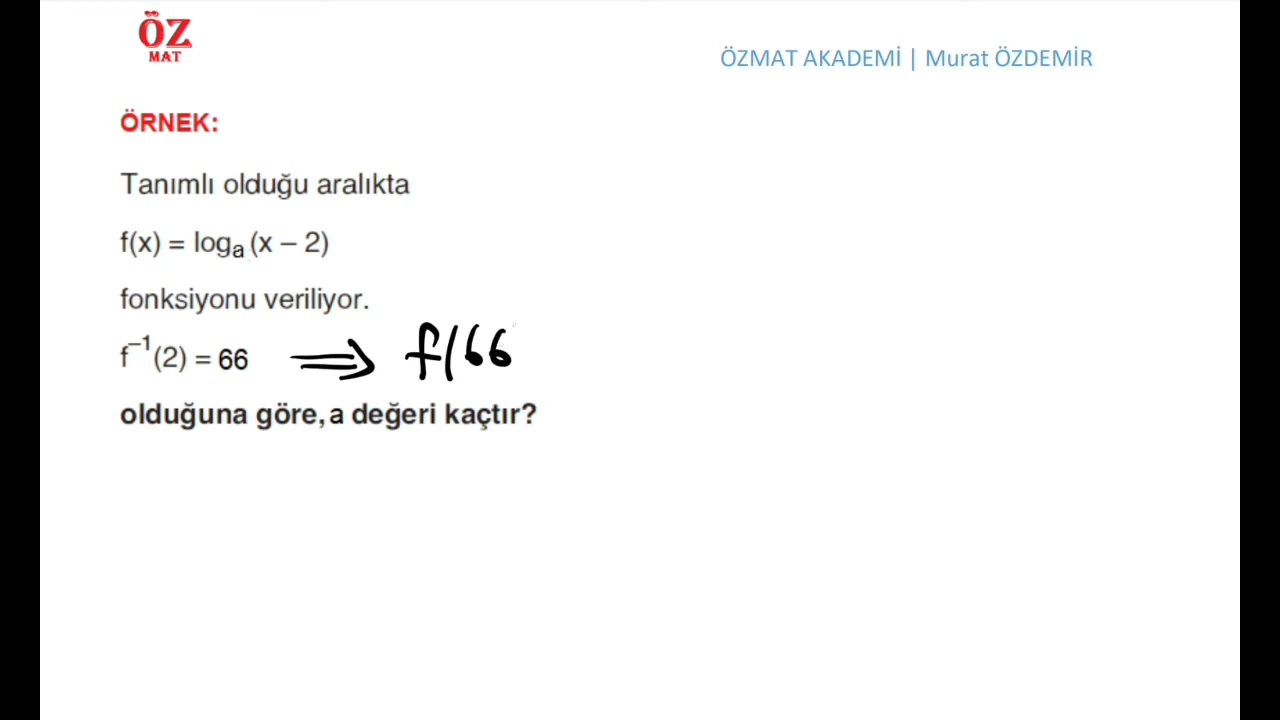 ÖZ
MAT
ÖZMAT AKADEMİ | Murat ÖZDEMİR
ÖRNEK:
Tanımlı olduğu aralıkta
f(x) = logₐ (x – 2)
fonksiyonu veriliyor.
f⁻¹(2) = 66 ⟹ f(66
olduğuna göre, a değeri kaçtır?